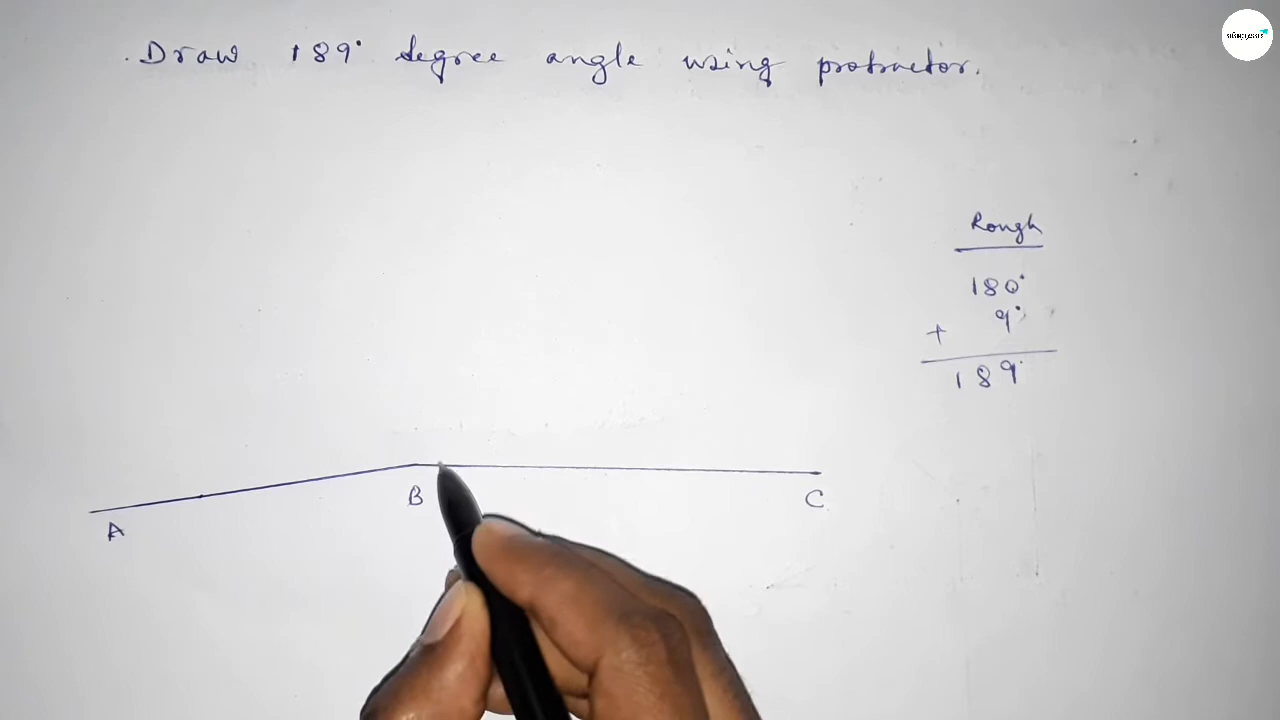 .Draw 189° degree angle using protractor.
Rough
180°
+ 9°
189°
A
B
C